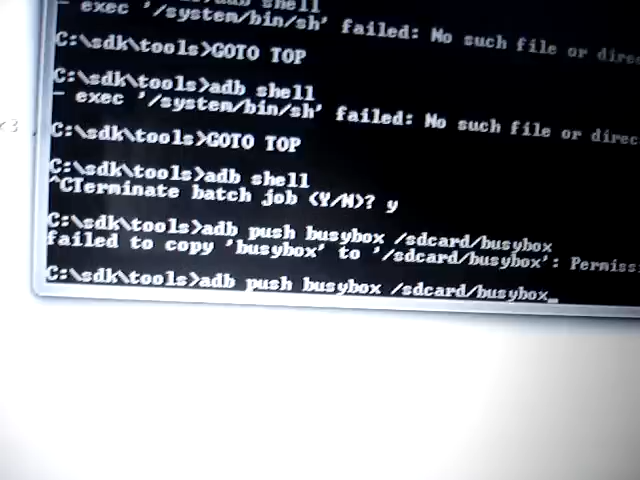 adb shell
- exec '/system/bin/sh' failed: No such file or
C:\sdk\tools>GOTO TOP
C:\sdk\tools>adb shell
- exec '/system/bin/sh' failed: No such file or
C:\sdk\tools>GOTO TOP
C:\sdk\tools>adb shell
^CTerminate batch job (Y/N)? y
C:\sdk\tools>adb push busybox /sdcard/busybox
failed to copy 'busybox' to '/sdcard/busybox': Permiss
C:\sdk\tools>adb push busybox /sdcard/busybox_